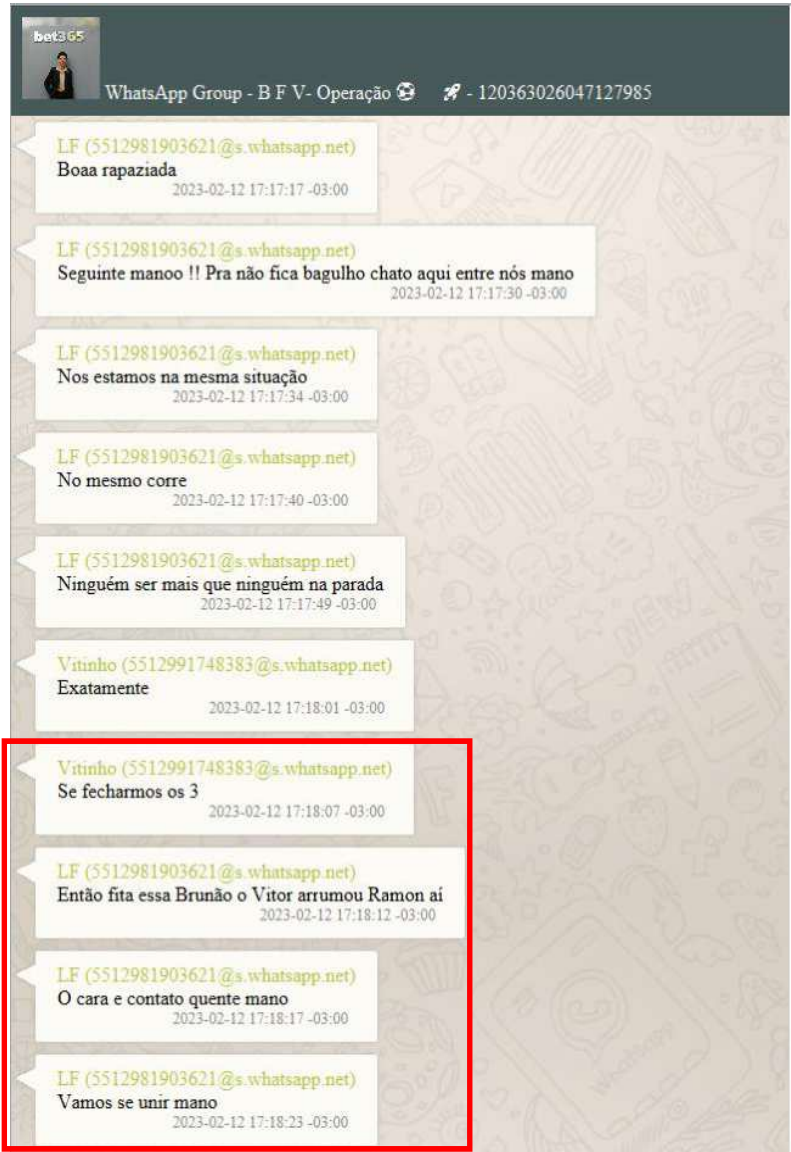 bet365
WhatsApp Group - B F V- Operação ⚽ 🚀 - 120363026047127985
LF (5512981903621@s.whatsapp.net)
Boaa rapaziada
2023-02-12 17:17:17 -03:00
LF (5512981903621@s.whatsapp.net)
Seguinte manoo !! Pra não fica bagulho chato aqui entre nós mano
2023-02-12 17:17:30 -03:00
LF (5512981903621@s.whatsapp.net)
Nos estamos na mesma situação
2023-02-12 17:17:34 -03:00
LF (5512981903621@s.whatsapp.net)
No mesmo corre
2023-02-12 17:17:40 -03:00
LF (5512981903621@s.whatsapp.net)
Ninguém ser mais que ninguém na parada
2023-02-12 17:17:49 -03:00
Vitinho (5512991748383@s.whatsapp.net)
Exatamente
2023-02-12 17:18:01 -03:00
Vitinho (5512991748383@s.whatsapp.net)
Se fecharmos os 3
2023-02-12 17:18:07 -03:00
LF (5512981903621@s.whatsapp.net)
Então fita essa Brunão o Vitor arrumou Ramon aí
2023-02-12 17:18:12 -03:00
LF (5512981903621@s.whatsapp.net)
O cara e contato quente mano
2023-02-12 17:18:17 -03:00
LF (5512981903621@s.whatsapp.net)
Vamos se unir mano
2023-02-12 17:18:23 -03:00